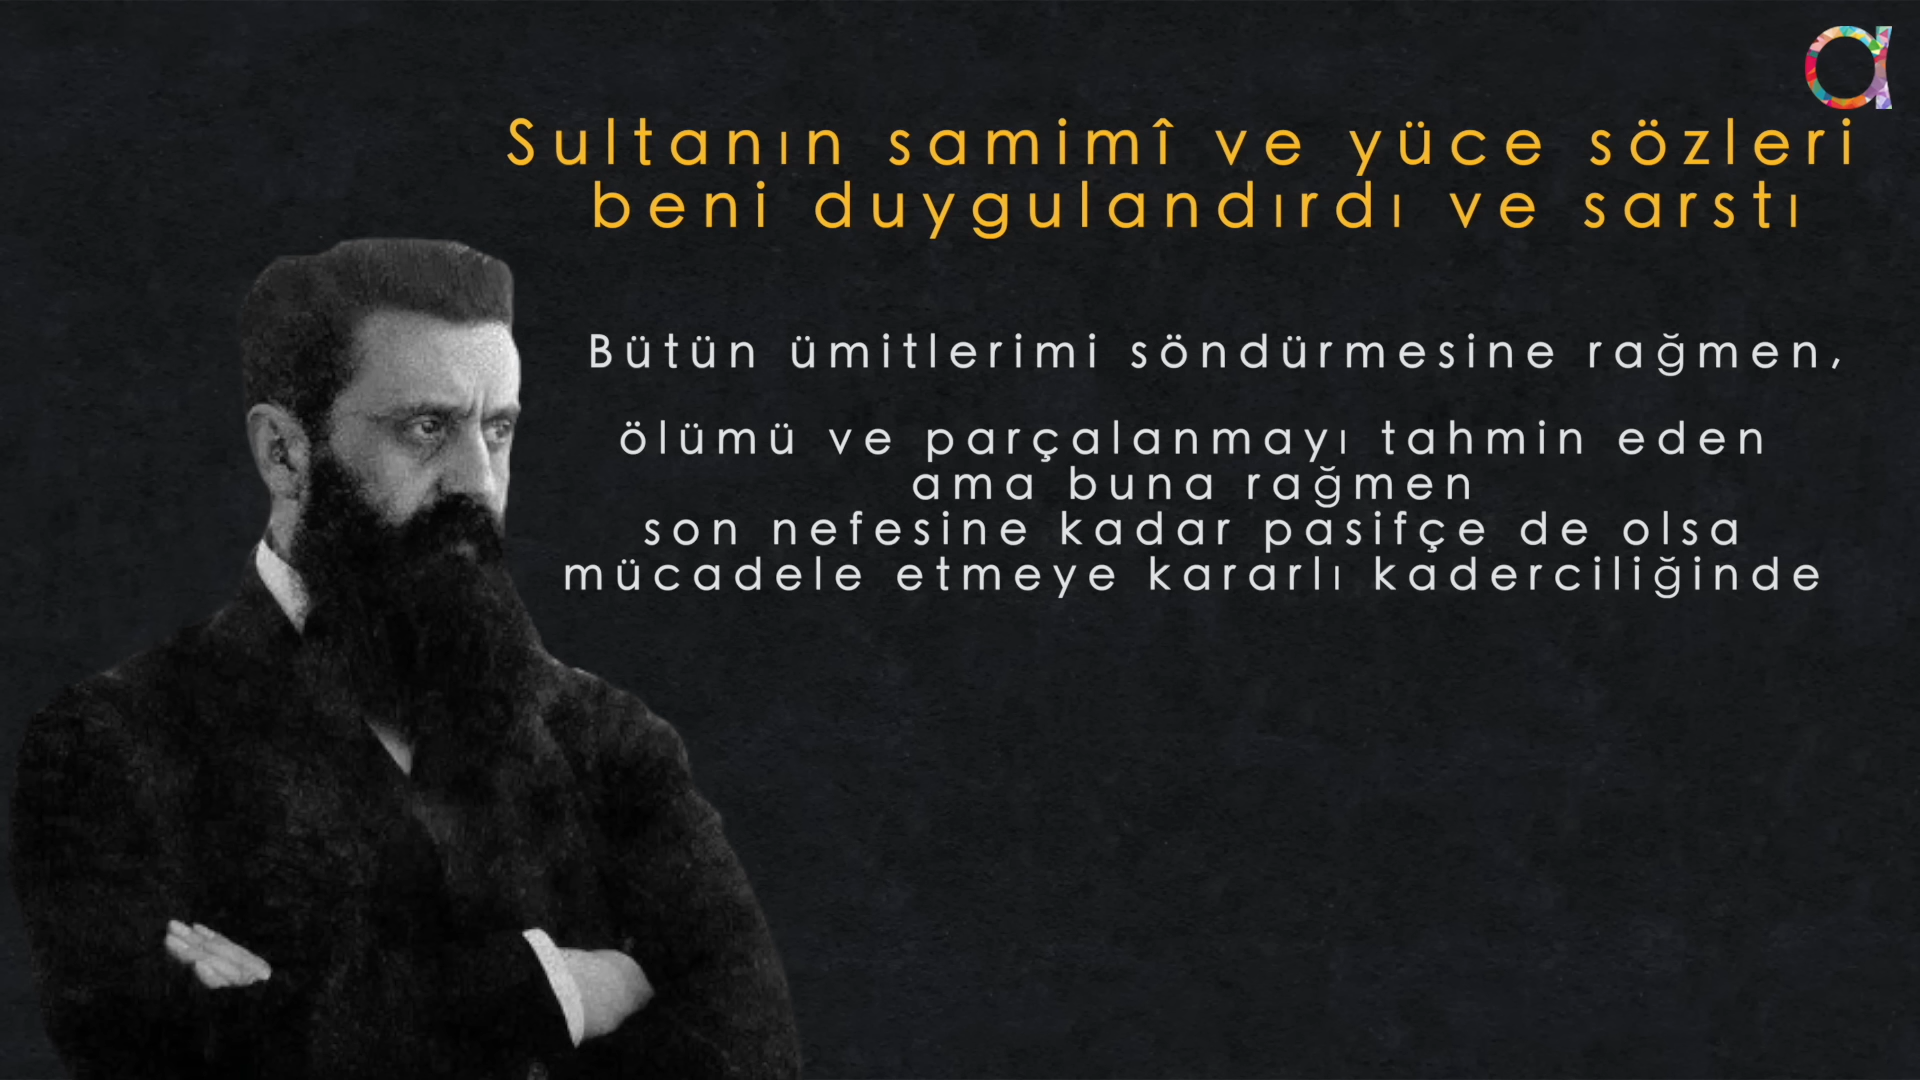 Sultanın samimî ve yüce sözleri
beni duygulandırdı ve sarstı
Bütün ümitlerimi söndürmesine rağmen,
ölümü ve parçalanmayı tahmin eden
ama buna rağmen
son nefesine kadar pasifçe de olsa
mücadele etmeye kararlı kaderciliğinde